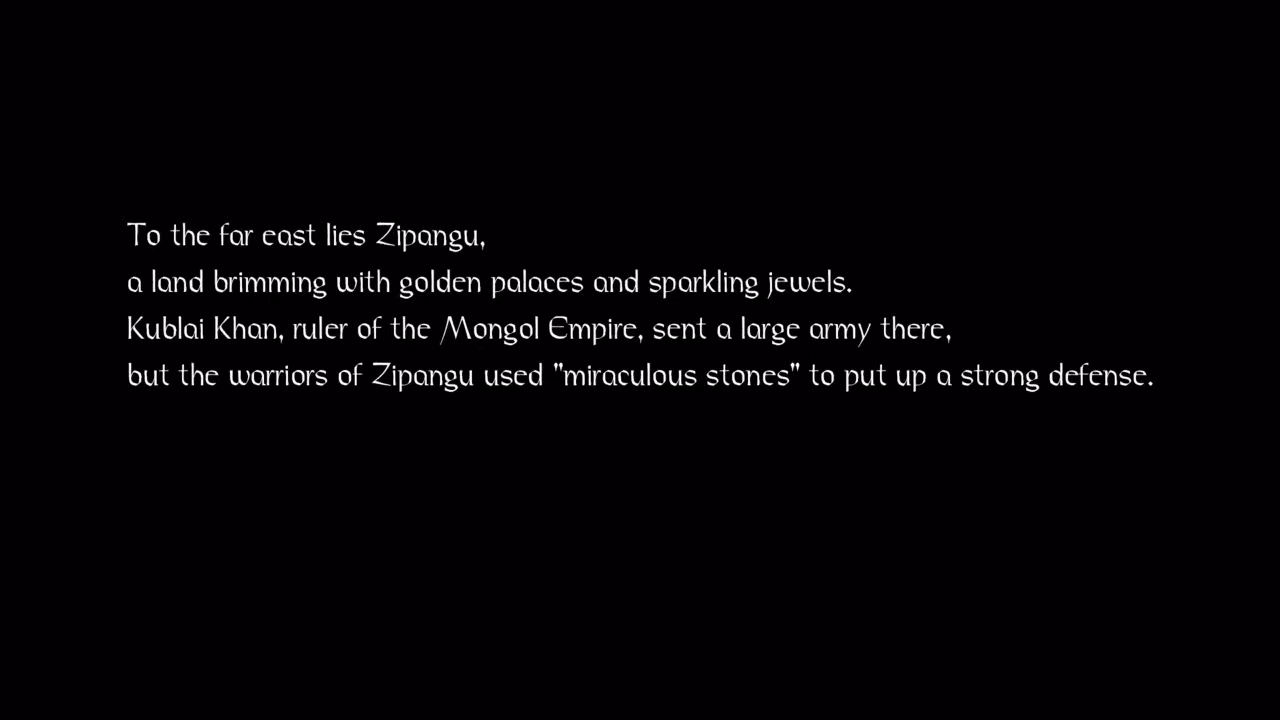 To the far east lies Zipangu,
a land brimming with golden palaces and sparkling jewels.
Kublai Khan, ruler of the Mongol Empire, sent a large army there,
but the warriors of Zipangu used "miraculous stones" to put up a strong defense.